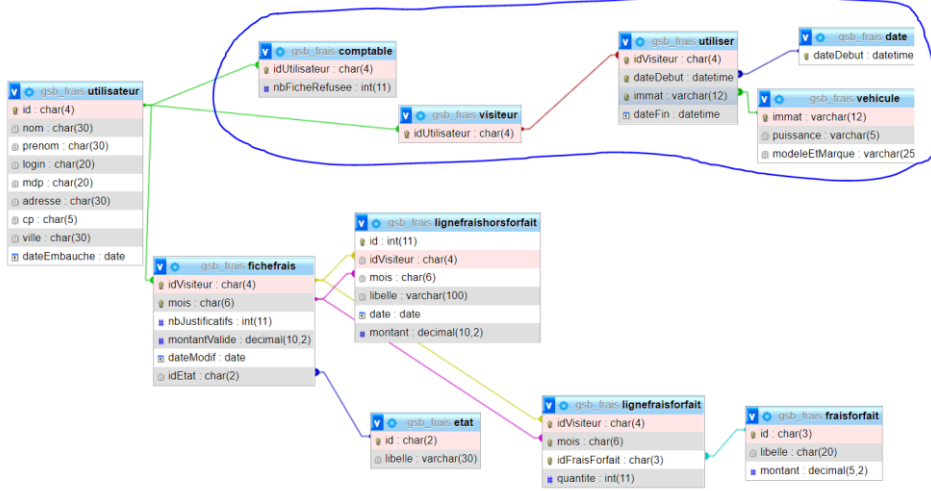 gsb_frais comptable
idUtilisateur : char(4)
nbFicheRefusee : int(11)
gsb_frais utiliser
idVisiteur : char(4)
dateDebut : datetime
immat : varchar(12)
dateFin : datetime
gsb_frais date
dateDebut : datetime
gsb_frais utilisateur
id : char(4)
nom : char(30)
prenom : char(30)
login : char(20)
mdp : char(20)
adresse : char(30)
cp : char(5)
ville : char(30)
dateEmbauche : date
gsb_frais visiteur
idUtilisateur : char(4)
gsb_frais vehicule
immat : varchar(12)
puissance : varchar(5)
modeleEtMarque : varchar(25
gsb_frais lignefraishorsforfait
id : int(11)
idVisiteur : char(4)
mois : char(6)
libelle : varchar(100)
date : date
montant : decimal(10,2)
gsb_frais fichefrais
idVisiteur : char(4)
mois : char(6)
nbJustificatifs : int(11)
montantValide : decimal(10,2)
dateModif : date
idEtat : char(2)
gsb_frais etat
id : char(2)
libelle : varchar(30)
gsb_frais lignefraisforfait
idVisiteur : char(4)
mois : char(6)
idFraisForfait : char(3)
quantite : int(11)
gsb_frais fraisforfait
id : char(3)
libelle : char(20)
montant : decimal(5,2)